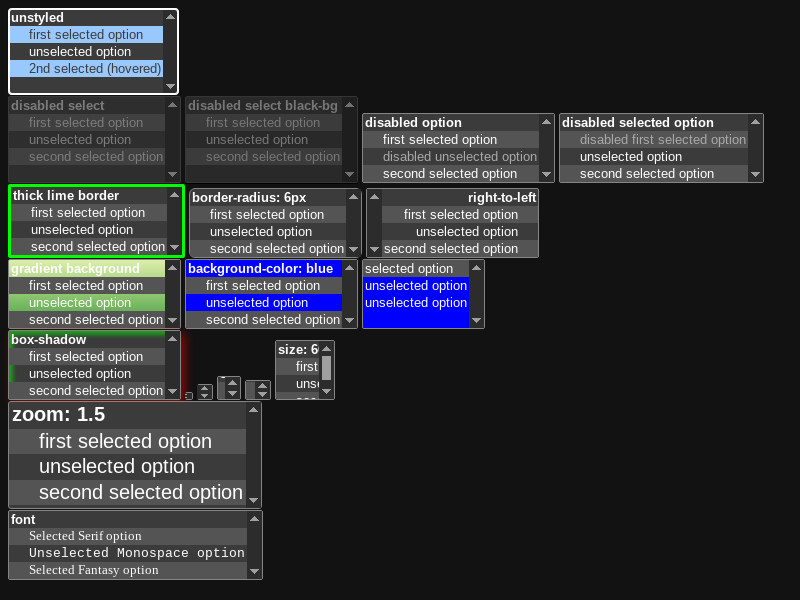 unstyled
first selected option
unselected option
2nd selected (hovered)
disabled select
first selected option
unselected option
second selected option
disabled select black-bg
first selected option
unselected option
second selected option
disabled option
first selected option
disabled unselected option
second selected option
disabled selected option
disabled first selected option
unselected option
second selected option
thick lime border
first selected option
unselected option
second selected option
border-radius: 6px
first selected option
unselected option
second selected option
right-to-left
first selected option
unselected option
second selected option
gradient background
first selected option
unselected option
second selected option
background-color: blue
first selected option
unselected option
second selected option
selected option
unselected option
unselected option
box-shadow
first selected option
unselected option
second selected option
size: 6
first
zoom: 1.5
first selected option
unselected option
second selected option
font
Selected Serif option
Unselected Monospace option
Selected Fantasy option